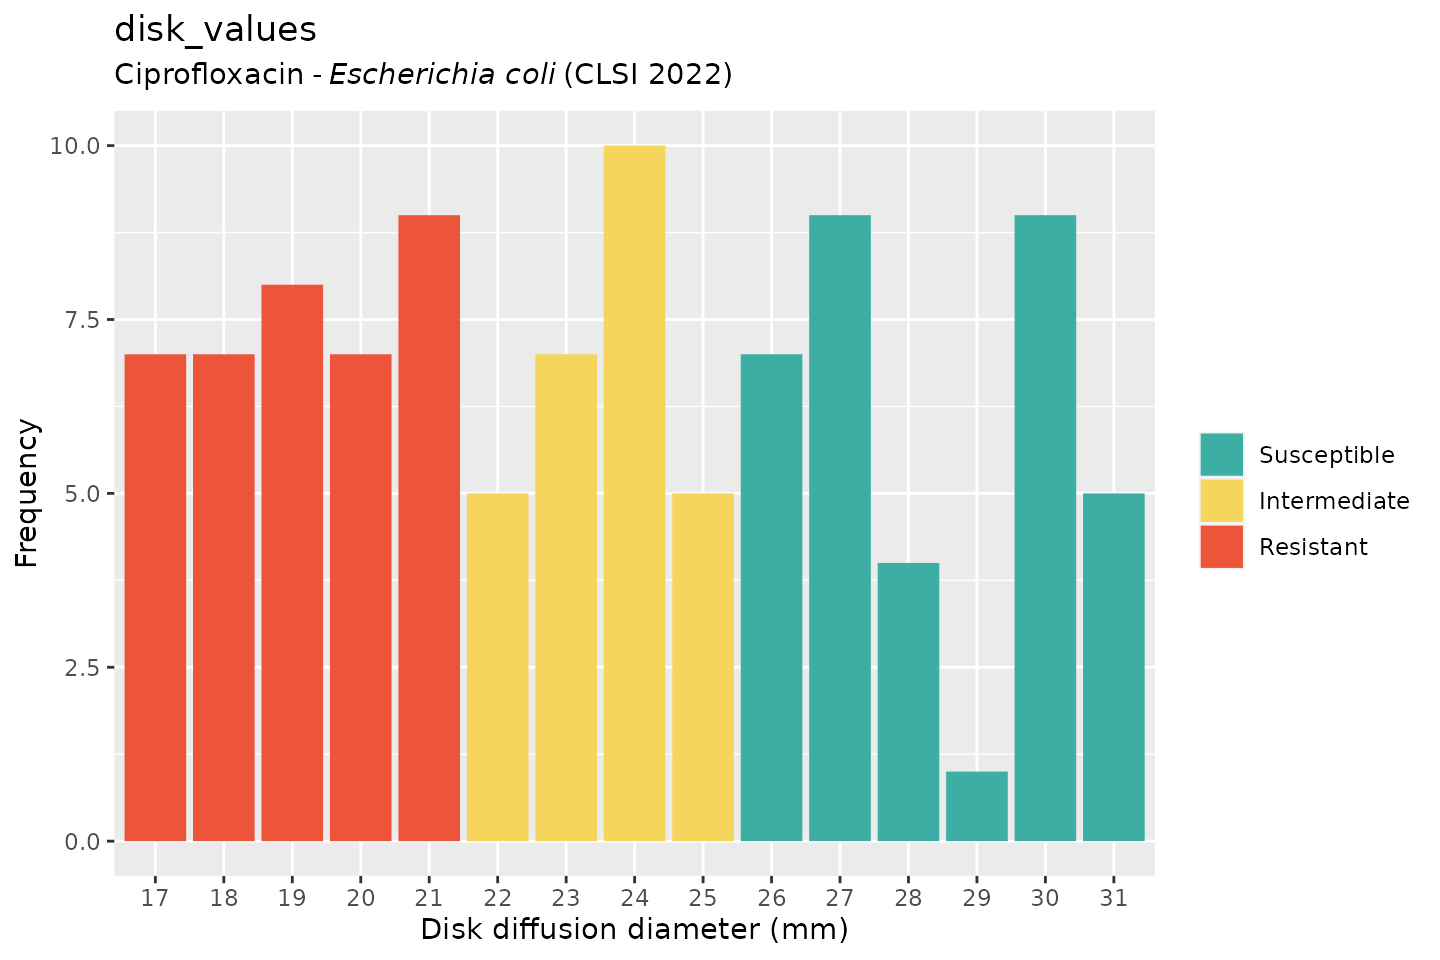 disk_values
Ciprofloxacin - Escherichia coli (CLSI 2022)
10.0
7.5
5.0
2.5
0.0
Frequency
17 18 19 20 21 22 23 24 25 26 27 28 29 30 31
Disk diffusion diameter (mm)
Susceptible
Intermediate
Resistant